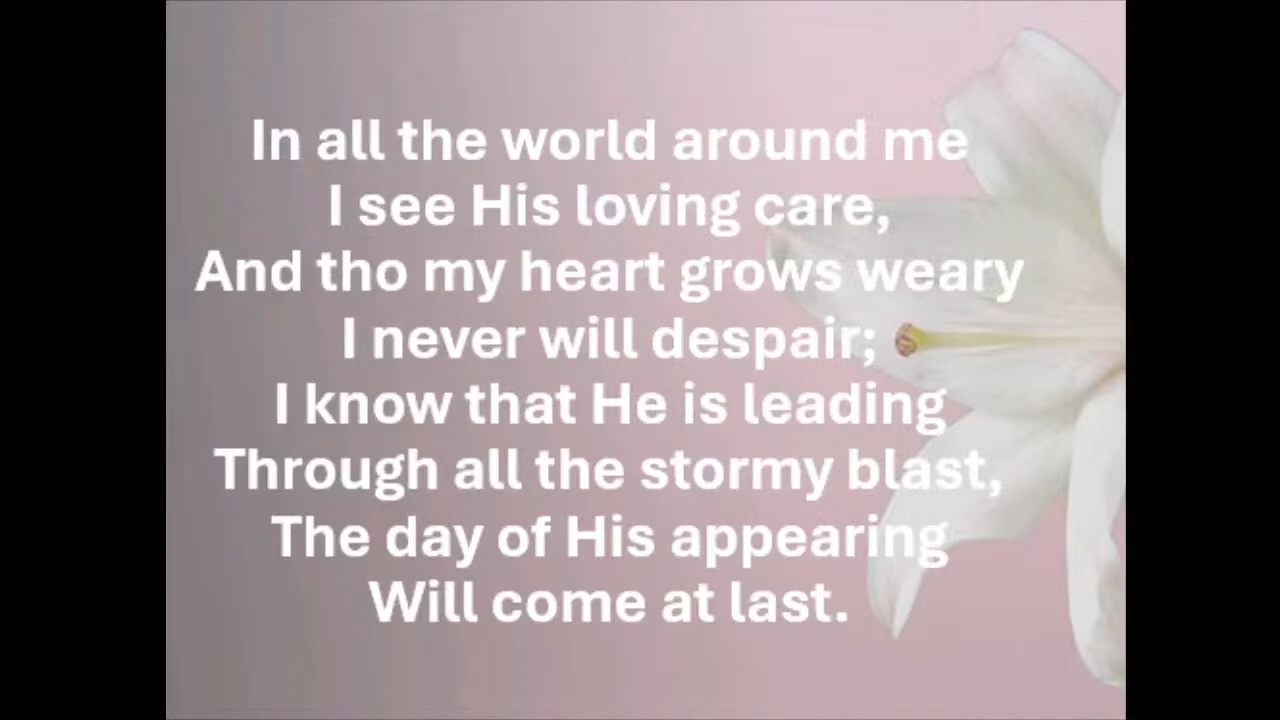 In all the world around me
I see His loving care,
And tho my heart grows weary
I never will despair;
I know that He is leading
Through all the stormy blast,
The day of His appearing
Will come at last.